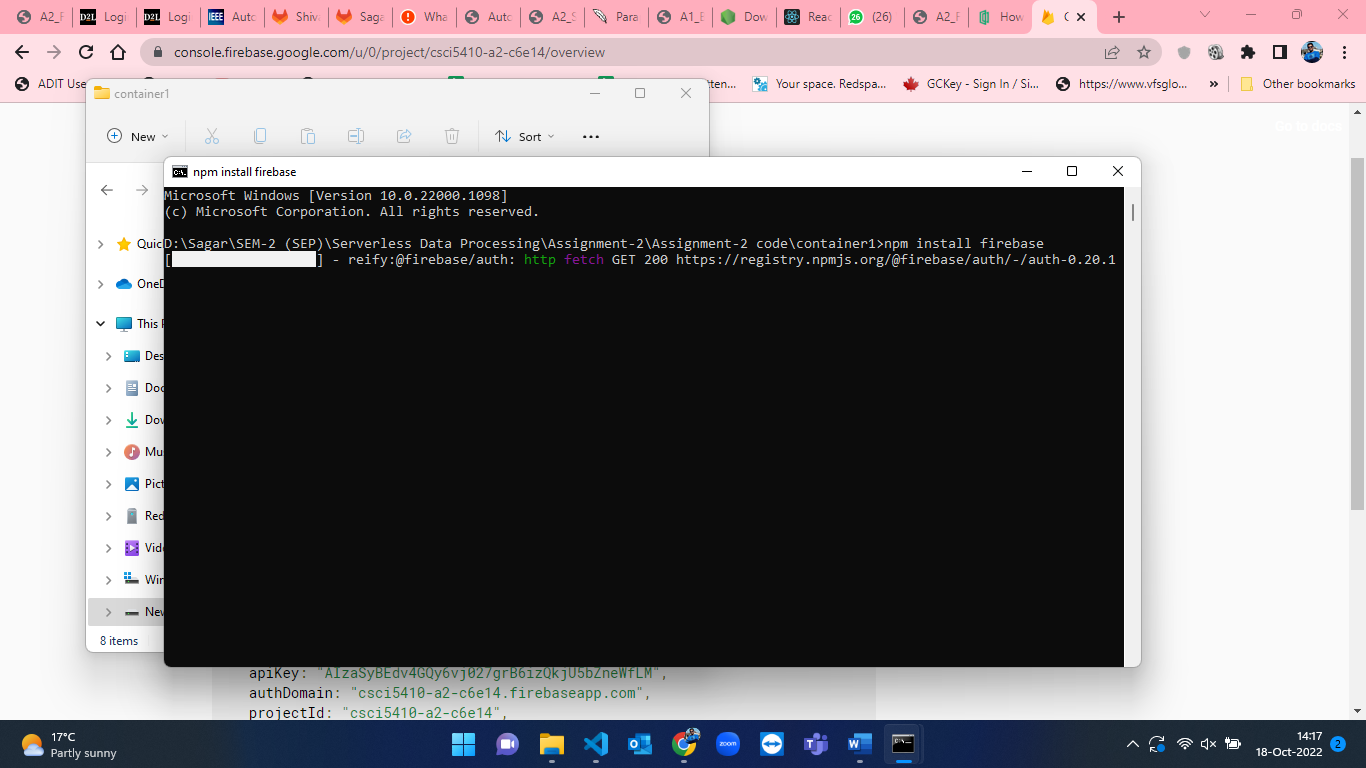 A2_F
Logi
Logi
Auto
Shiv
Saga
Wha
Auto
A2_S
Para
A1_E
Dow
Reac
(26)
A2_F
How
console.firebase.google.com/u/0/project/csci5410-a2-c6e14/overview
ADIT Use
tten...
Your space. Redspa...
GCKey - Sign In / Si...
https://www.vfsglo...
»
Other bookmarks
container1
Go to docs
New
Sort
npm install firebase
Microsoft Windows [Version 10.0.22000.1098]
(c) Microsoft Corporation. All rights reserved.
D:\Sagar\SEM-2 (SEP)\Serverless Data Processing\Assignment-2\Assignment-2 code\container1>npm install firebase
[ ] - reify:@firebase/auth: http fetch GET 200 https://registry.npmjs.org/@firebase/auth/-/auth-0.20.1
Quic
OneD
This P
Des
Doc
Dow
Mu
Pict
Red
Vide
Win
New
8 items
apiKey: "AIzaSyBEdv4GQy6vj027grB6izQkjU5bZneWfLM",
authDomain: "csci5410-a2-c6e14.firebaseapp.com",
projectId: "csci5410-a2-c6e14",
17°C
Partly sunny
zoom
14:17
18-Oct-2022
2